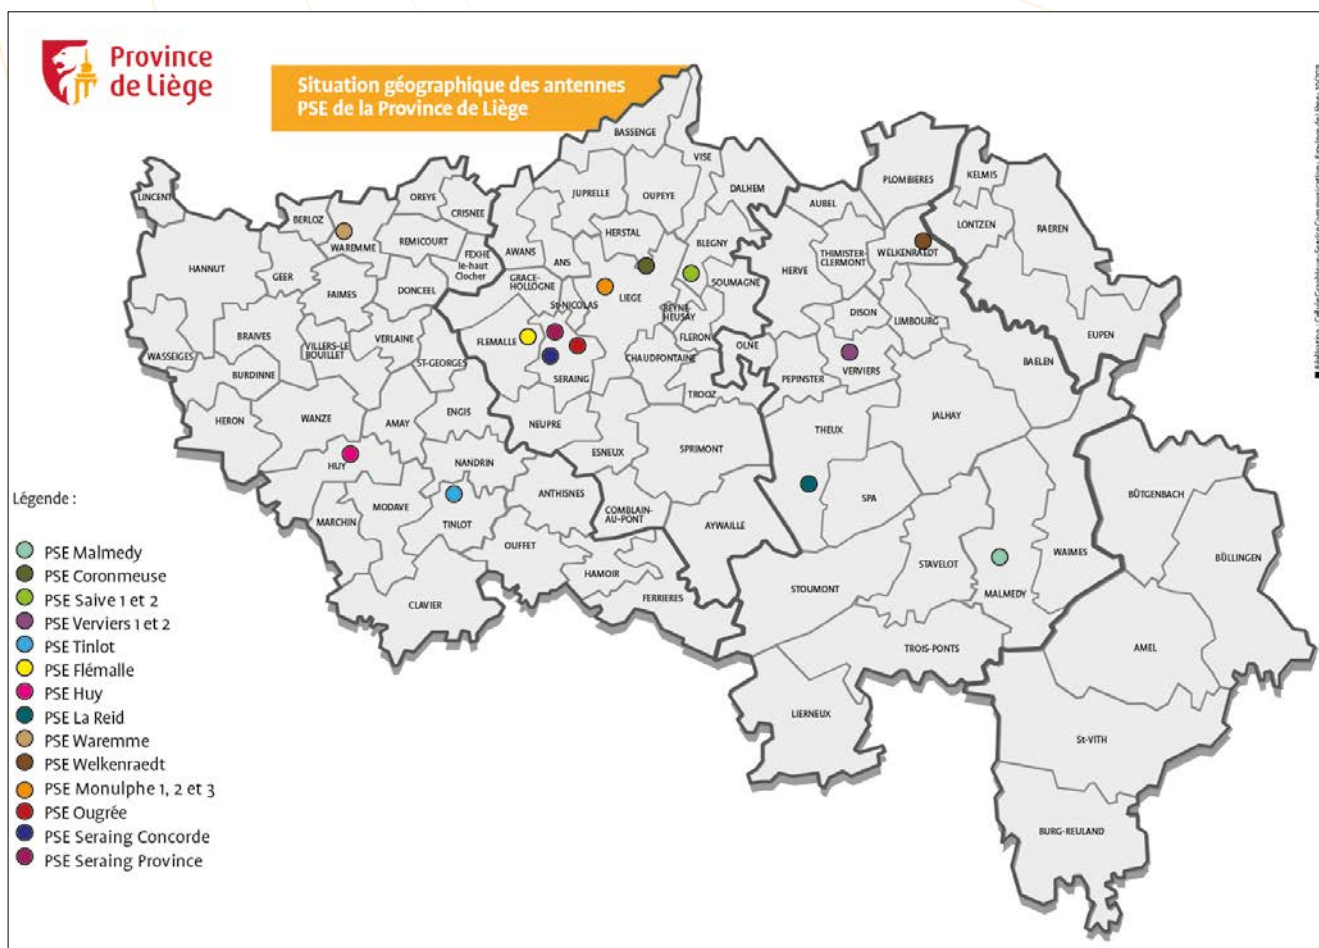 Province
de Liège
Situation géographique des antennes
PSE de la Province de Liège
BASSENGE
VISE
DALHEM
JUPRELLE
OUPEYE
HERSTAL
BLEGNY
AWANS
ANS
GRACE-
HOLLOGNE
St-NICOLAS
LIEGE
BEYNE-
HEUSAY
SOUMAGNE
FLERON
FLEMALLE
SERAING
CHAUDFONTAINE
TROOZ
NEUPRE
ESNEUX
SPRIMONT
COMBLAIN-
AU-PONT
AYWAILLE
LINCENT
BERLOZ
OREYE
CRISNEE
WAREMME
REMICOURT
FEXHE
le-haut
Clocher
HANNUT
GEER
FAIMES
DONCEEL
BRAIVES
VILLERS-LE
BOUILLET
VERLAINE
ST-GEORGES
WASSEIGES
BURDINNE
HERON
WANZE
AMAY
ENGIS
HUY
NANDRIN
MARCHIN
MODAVE
TINLOT
ANTHISNES
OUFFET
CLAVIER
HAMOIR
FERRIERES
PLOMBIERES
KELMIS
AUBEL
LONTZEN
RAEREN
HERVE
THIMISTER-
CLERMONT
WELKENRAEDT
DISON
LIMBOURG
EUPEN
OLNE
BAELEN
PEPINSTER
VERVIERS
THEUX
JALHAY
SPA
STAVELOT
WAIMES
STOUMONT
MALMEDY
TROIS-PONTS
LIERNEUX
BÜTGENBACH
BÜLLINGEN
AMEL
St-VITH
BURG-REULAND
Légende :
PSE Malmedy
PSE Coronmeuse
PSE Saive 1 et 2
PSE Verviers 1 et 2
PSE Tinlot
PSE Flémalle
PSE Huy
PSE La Reid
PSE Waremme
PSE Welkenraedt
PSE Monulphe 1, 2 et 3
PSE Ougrée
PSE Seraing Concorde
PSE Seraing Province